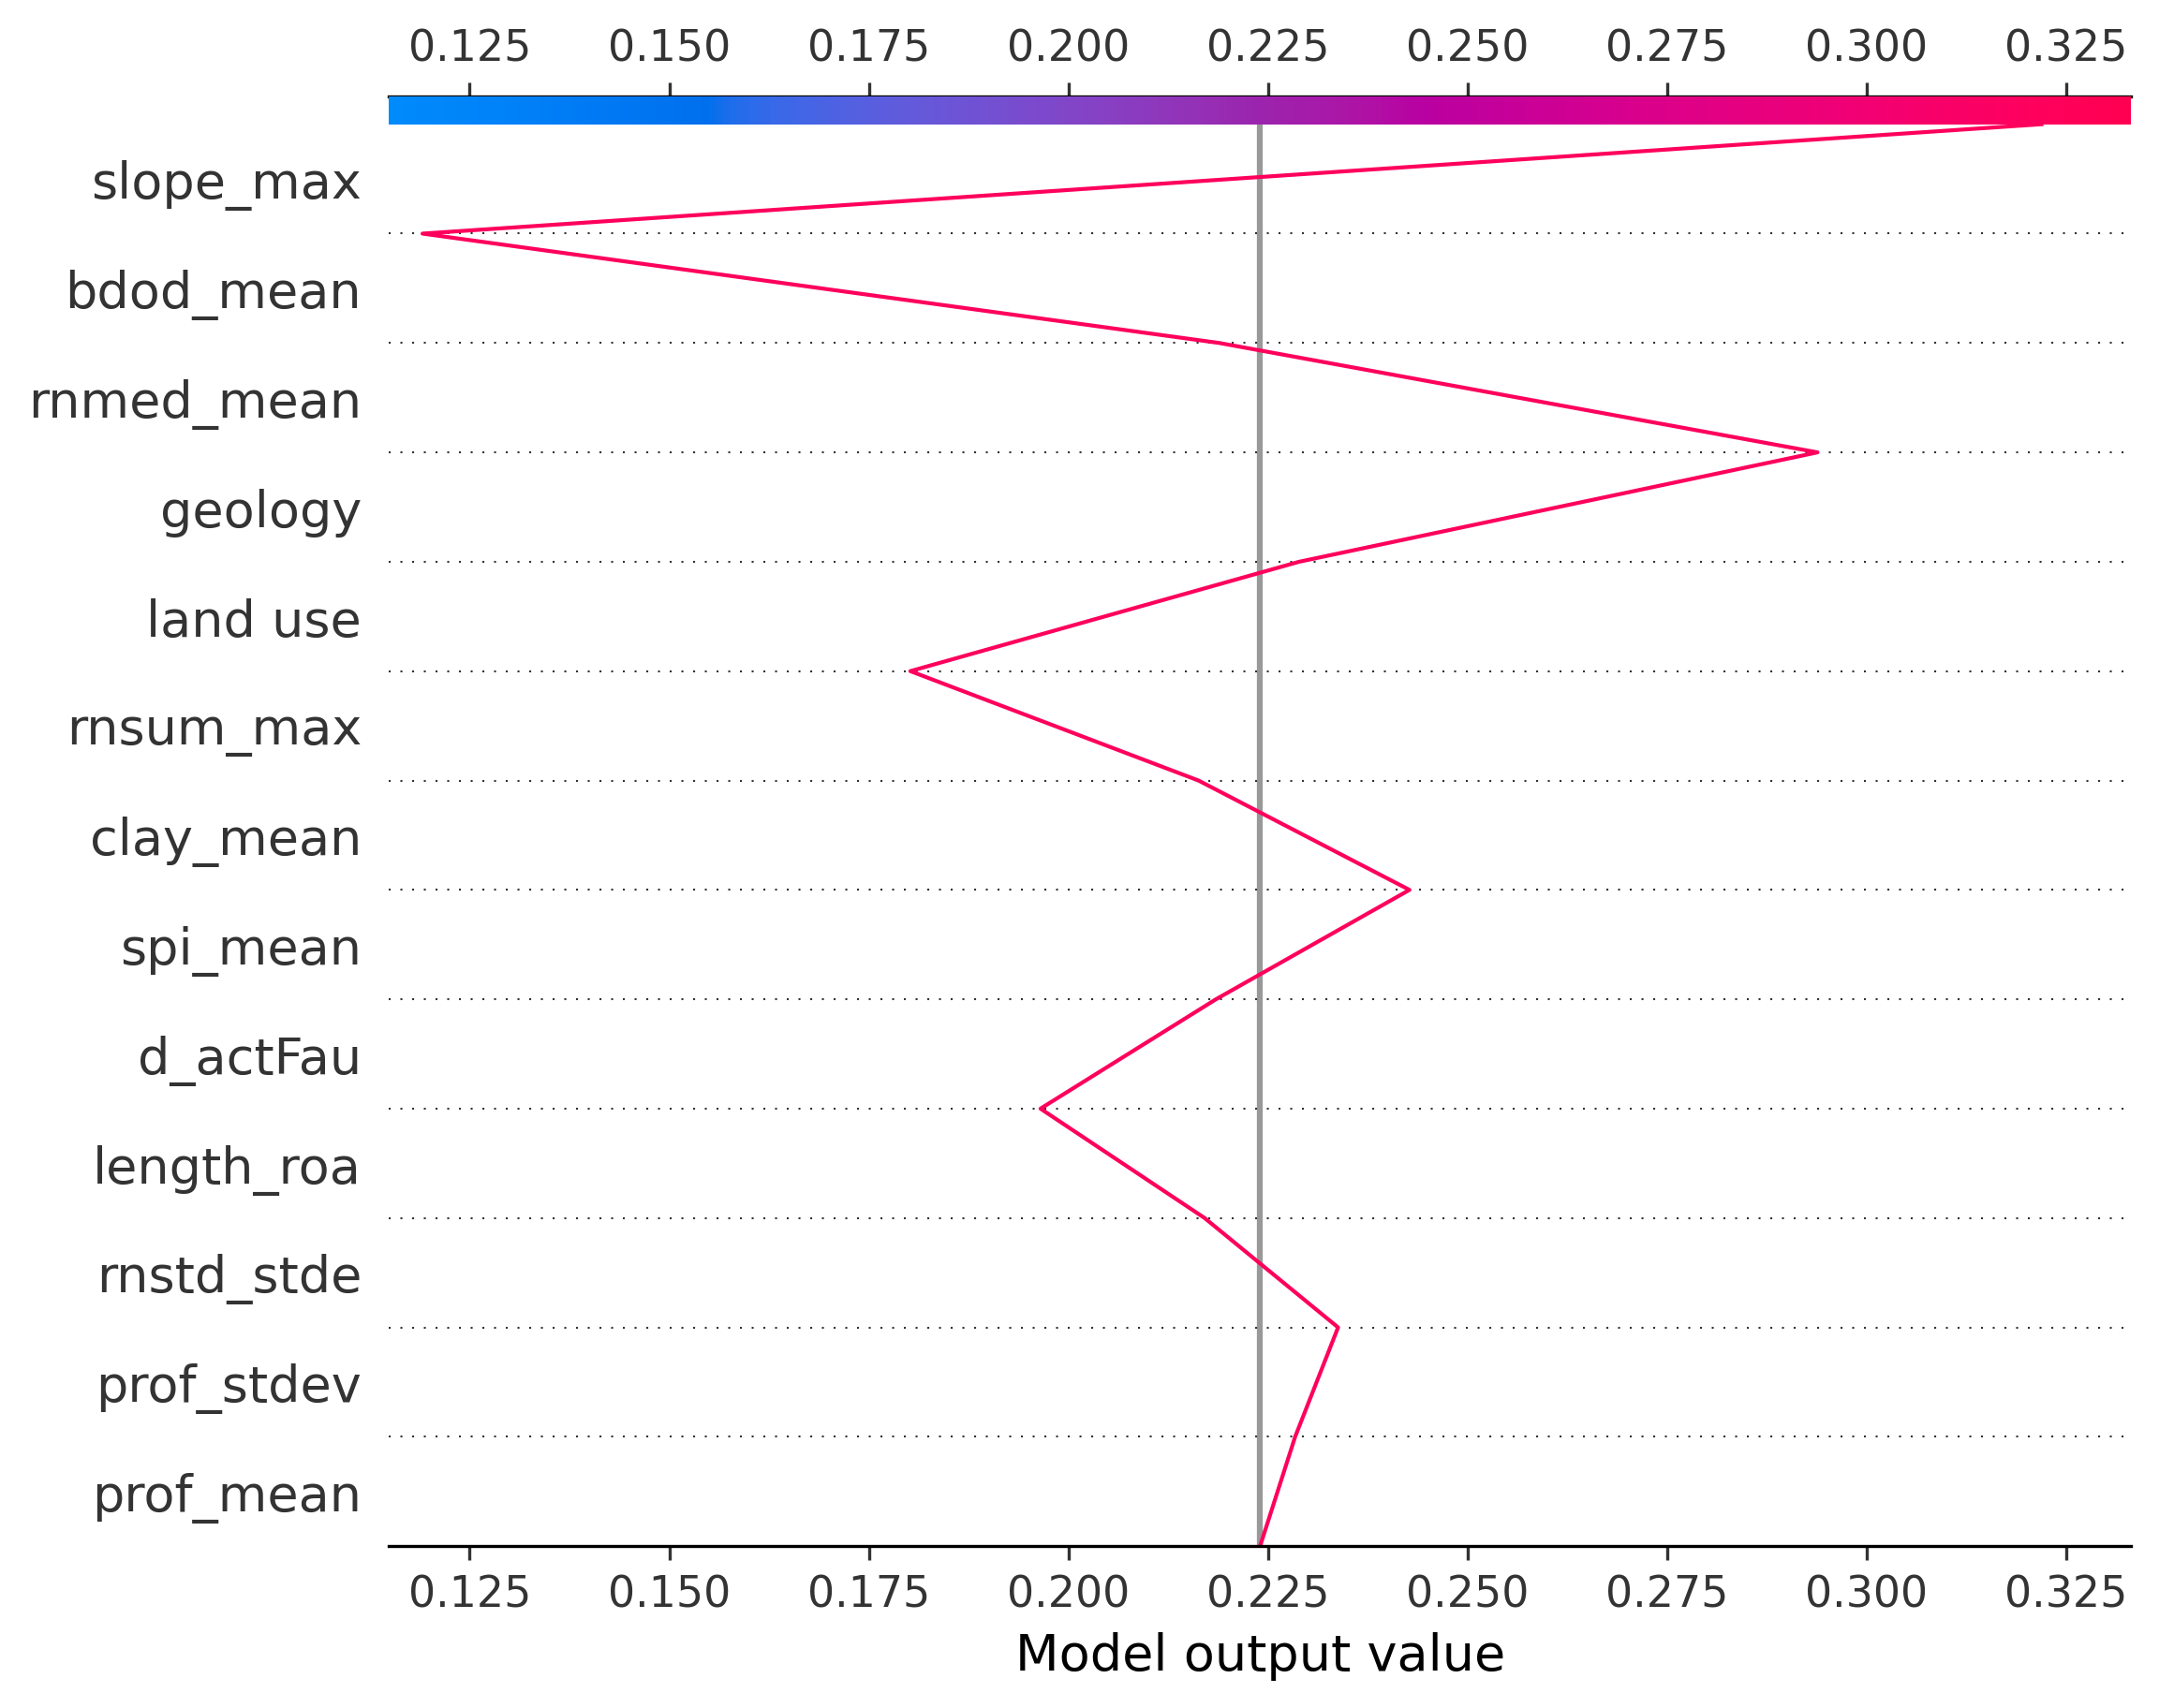 0.125 0.150 0.175 0.200 0.225 0.250 0.275 0.300 0.325
slope_max
bdod_mean
rnmed_mean
geology
land use
rnsum_max
clay_mean
spi_mean
d_actFau
length_roa
rnstd_stde
prof_stdev
prof_mean
0.125 0.150 0.175 0.200 0.225 0.250 0.275 0.300 0.325
Model output value